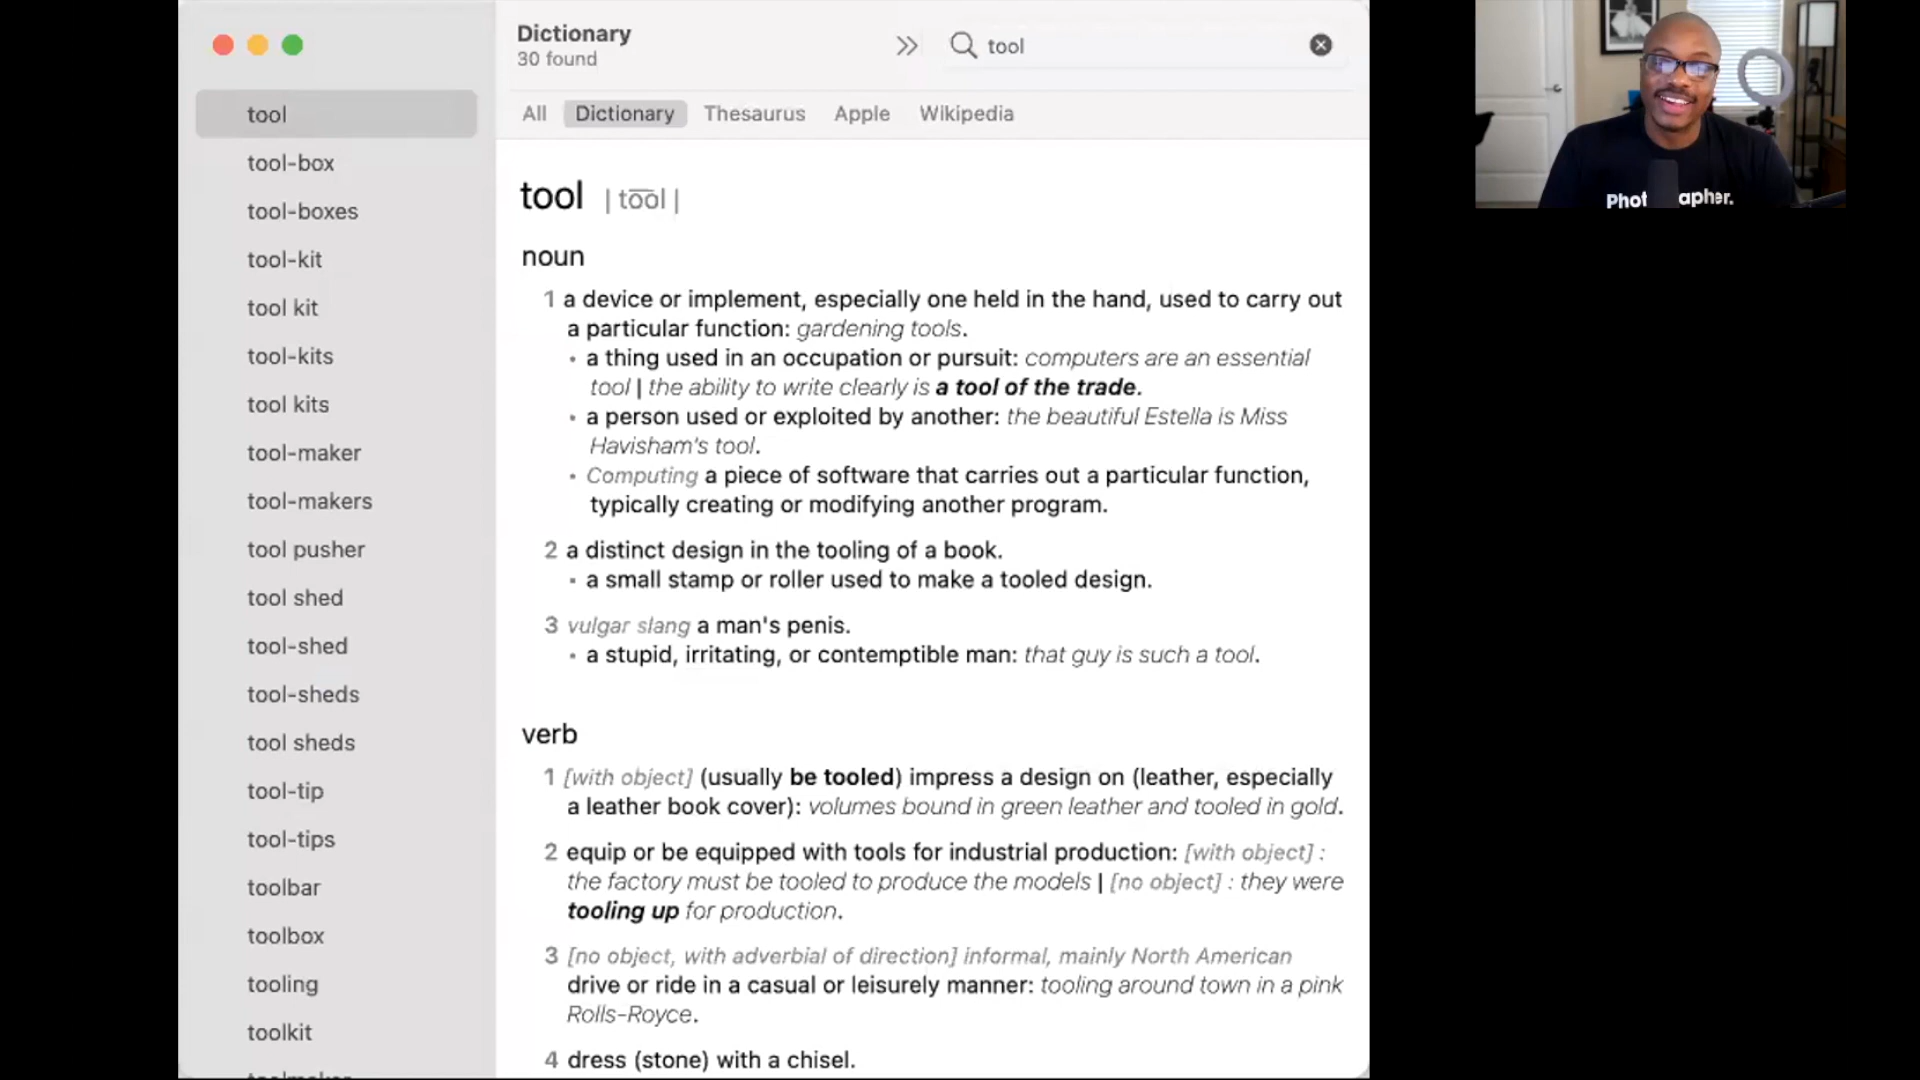 Dictionary
30 found
tool
All Dictionary Thesaurus Apple Wikipedia
tool
tool-box
tool-boxes
tool-kit
tool kit
tool-kits
tool kits
tool-maker
tool-makers
tool pusher
tool shed
tool-shed
tool-sheds
tool sheds
tool-tip
tool-tips
toolbar
toolbox
tooling
toolkit
tool | to͞ol |
noun
1 a device or implement, especially one held in the hand, used to carry out
a particular function: gardening tools.
• a thing used in an occupation or pursuit: computers are an essential
tool | the ability to write clearly is a tool of the trade.
• a person used or exploited by another: the beautiful Estella is Miss
Havisham's tool.
• Computing a piece of software that carries out a particular function,
typically creating or modifying another program.
2 a distinct design in the tooling of a book.
• a small stamp or roller used to make a tooled design.
3 vulgar slang a man's penis.
• a stupid, irritating, or contemptible man: that guy is such a tool.
verb
1 [with object] (usually be tooled) impress a design on (leather, especially
a leather book cover): volumes bound in green leather and tooled in gold.
2 equip or be equipped with tools for industrial production: [with object] :
the factory must be tooled to produce the models | [no object] : they were
tooling up for production.
3 [no object, with adverbial of direction] informal, mainly North American
drive or ride in a casual or leisurely manner: tooling around town in a pink
Rolls-Royce.
4 dress (stone) with a chisel.
Phot apher.